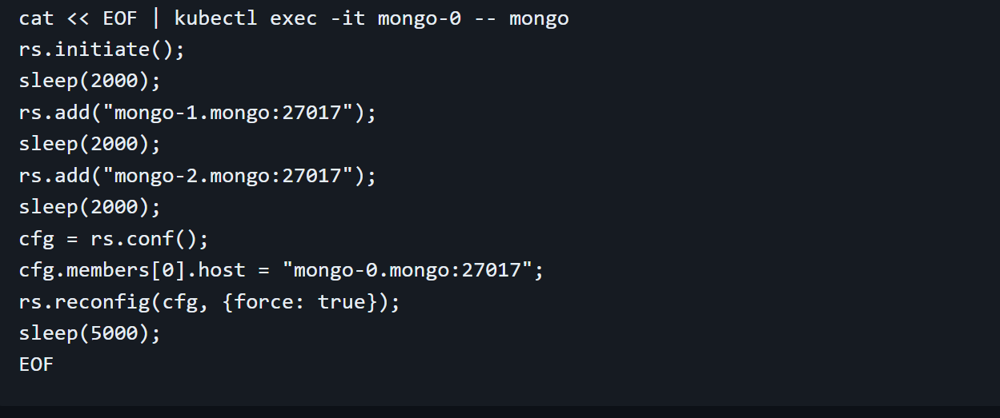 cat << EOF | kubectl exec -it mongo-0 -- mongo
rs.initiate();
sleep(2000);
rs.add("mongo-1.mongo:27017");
sleep(2000);
rs.add("mongo-2.mongo:27017");
sleep(2000);
cfg = rs.conf();
cfg.members[0].host = "mongo-0.mongo:27017";
rs.reconfig(cfg, {force: true});
sleep(5000);
EOF